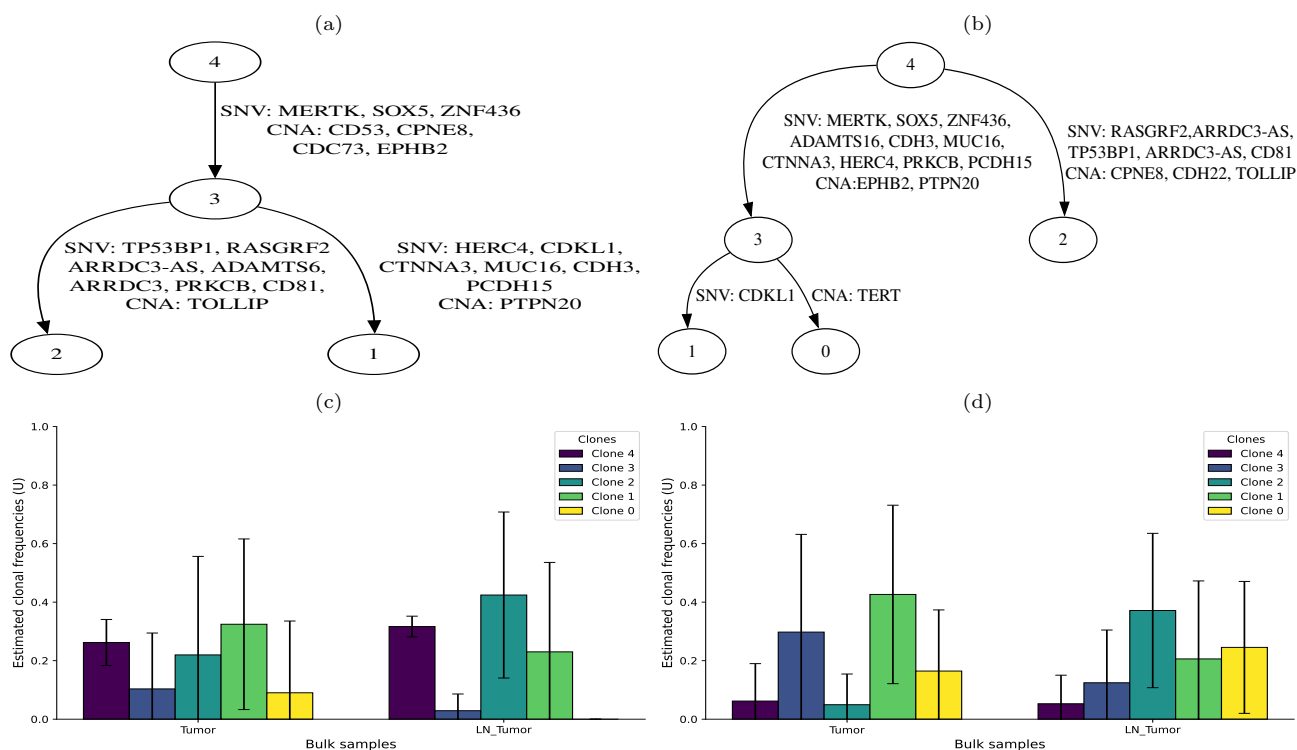 (a)
4
SNV: MERTK, SOX5, ZNF436
CNA: CD53, CPNE8,
CDC73, EPHB2
3
SNV: TP53BP1, RASGRF2
ARRDC3-AS, ADAMTS6,
ARRDC3, PRKCB, CD81,
CNA: TOLLIP
SNV: HERC4, CDKL1,
CTNNA3, MUC16, CDH3,
PCDH15
CNA: PTPN20
2
1
(b)
4
SNV: MERTK, SOX5, ZNF436,
ADAMTS16, CDH3, MUC16,
CTNNA3, HERC4, PRKCB, PCDH15
CNA:EPHB2, PTPN20
SNV: RASGRF2,ARRDC3-AS,
TP53BP1, ARRDC3-AS, CD81
CNA: CPNE8, CDH22, TOLLIP
3
2
SNV: CDKL1
CNA: TERT
1
0
(c)
Estimated clonal frequencies (U)
1.0
0.8
0.6
0.4
0.2
0.0
Clones
Clone 4
Clone 3
Clone 2
Clone 1
Clone 0
Tumor
LN_Tumor
Bulk samples
(d)
Estimated clonal frequencies (U)
1.0
0.8
0.6
0.4
0.2
0.0
Clones
Clone 4
Clone 3
Clone 2
Clone 1
Clone 0
Tumor
LN_Tumor
Bulk samples